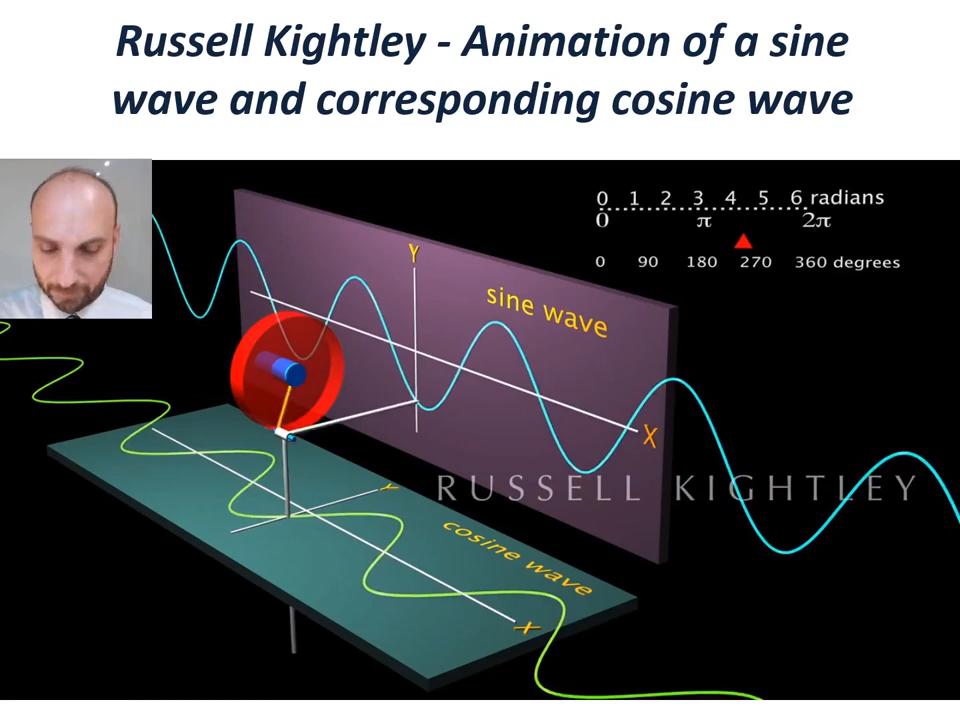 Russell Kightley - Animation of a sine
wave and corresponding cosine wave
0 1 2 3 4 5 6 radians
0 π 2π
0 90 180 270 360 degrees
Y
sine wave
X
RUSSELL KIGHTLEY
Y
cosine wave
X